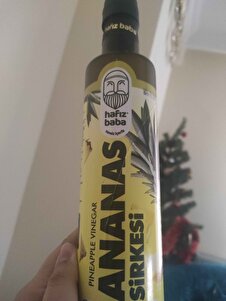 hafız baba
hafız
baba
PINEAPPLE VINEGAR
ANANAS
SİRKESİ